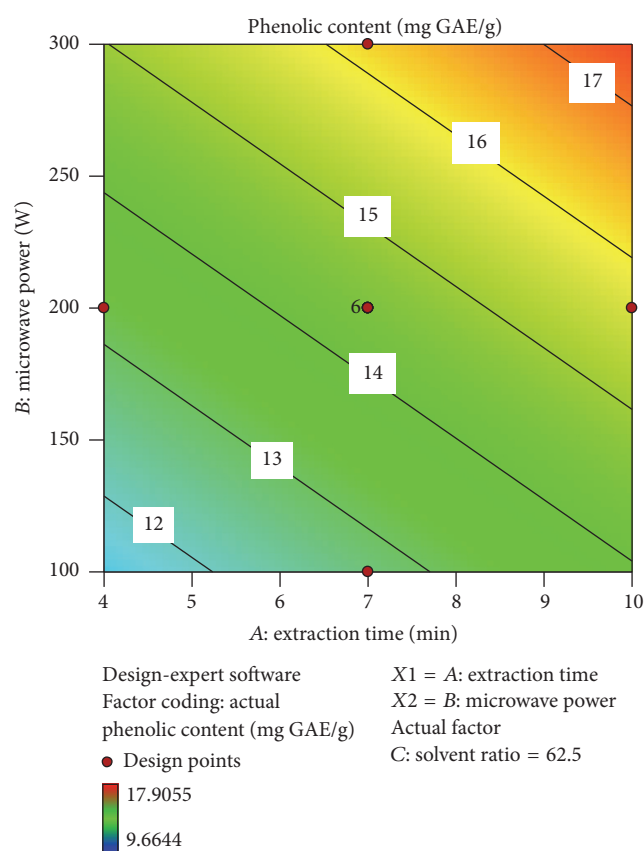 Phenolic content (mg GAE/g)
300
17
16
250
15
B: microwave power (W)
200
6
14
150
13
12
100
4
5
6
7
8
9
10
A: extraction time (min)
Design-expert software
Factor coding: actual
phenolic content (mg GAE/g)
Design points
17.9055
9.6644
X1 = A: extraction time
X2 = B: microwave power
Actual factor
C: solvent ratio = 62.5